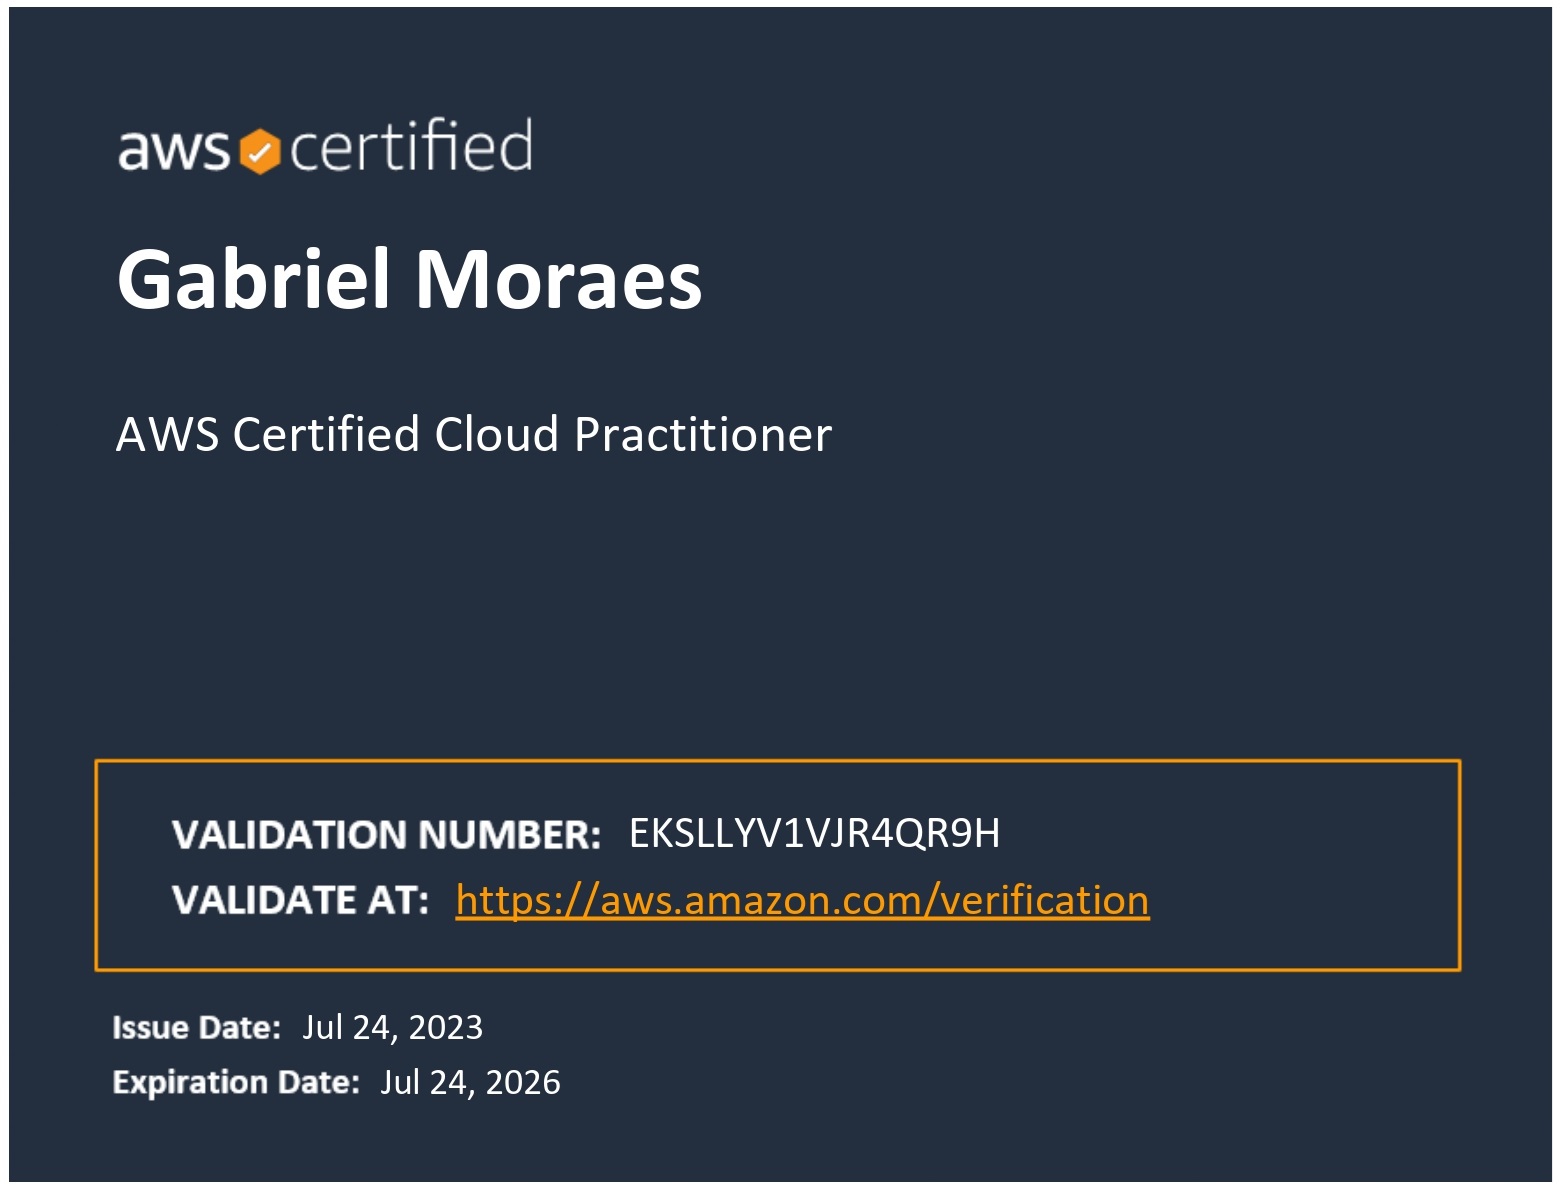 aws certified
Gabriel Moraes
AWS Certified Cloud Practitioner
VALIDATION NUMBER: EKSLLYV1VJR4QR9H
VALIDATE AT: https://aws.amazon.com/verification
Issue Date: Jul 24, 2023
Expiration Date: Jul 24, 2026